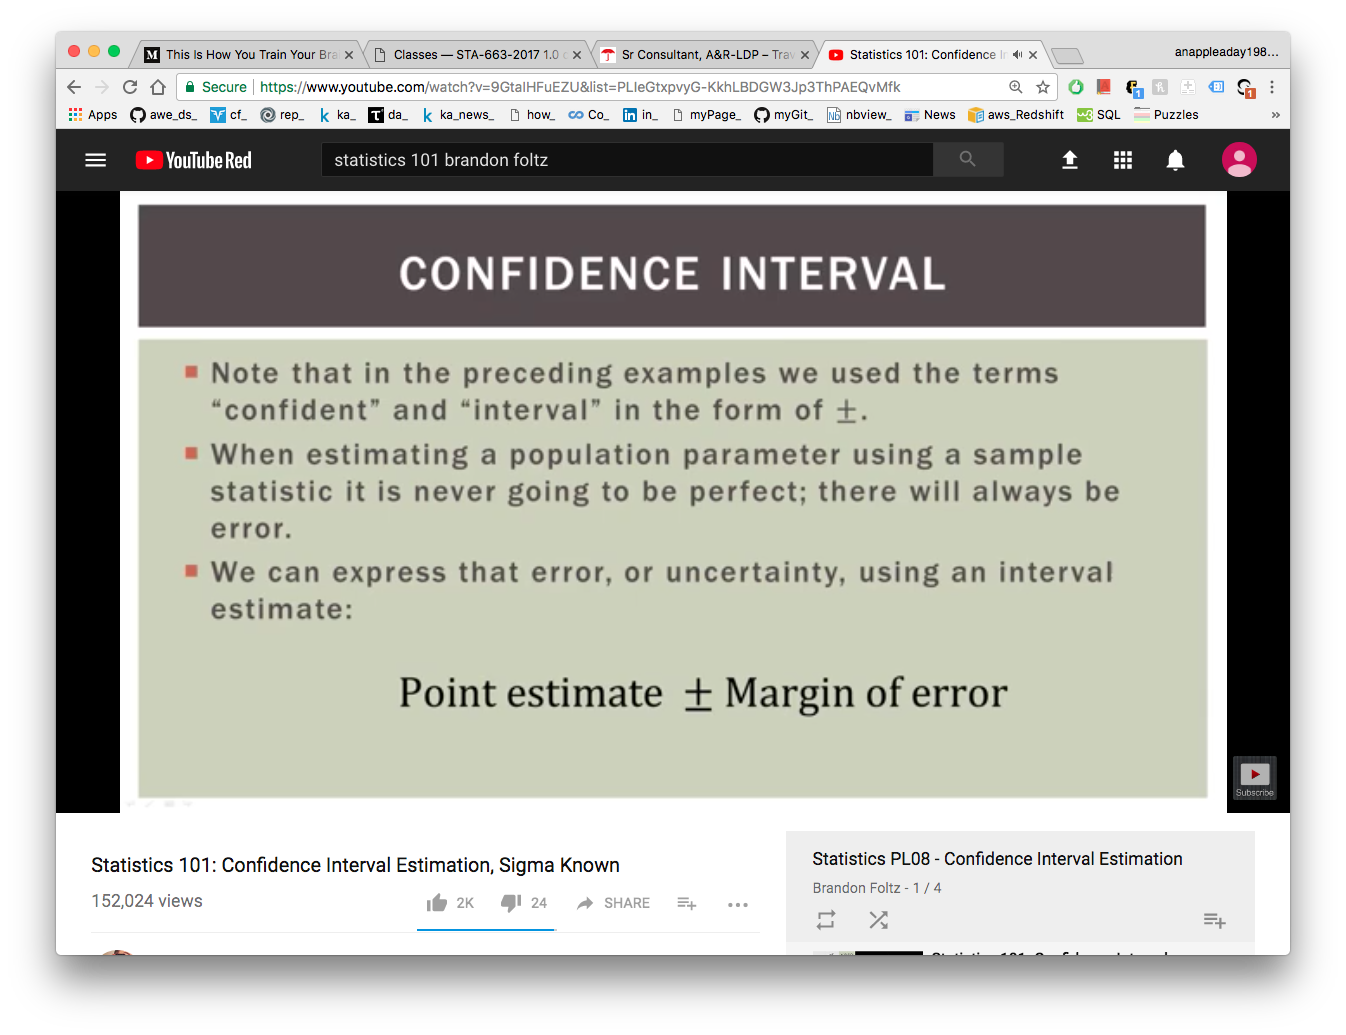 This Is How You Train Your Bra
Classes — STA-663-2017 1.0 d
Sr Consultant, A&R-LDP – Trav
Statistics 101: Confidence In
anappleaday198...
Secure
https://www.youtube.com/watch?v=9GtaIHFuEZU&list=PLIeGtxpvyG-KkhLBDGW3Jp3ThPAEQvMfk
Apps
awe_ds_
cf_
rep_
ka_
da_
ka_news_
how_
Co_
in_
myPage_
myGit_
nbview_
News
aws_Redshift
SQL
Puzzles
»
YouTube Red
statistics 101 brandon foltz
CONFIDENCE INTERVAL
Note that in the preceding examples we used the terms
“confident” and “interval” in the form of ±.
When estimating a population parameter using a sample
statistic it is never going to be perfect; there will always be
error.
We can express that error, or uncertainty, using an interval
estimate:
Point estimate ± Margin of error
Subscribe
Statistics 101: Confidence Interval Estimation, Sigma Known
152,024 views
2K
24
SHARE
Statistics PL08 - Confidence Interval Estimation
Brandon Foltz - 1 / 4